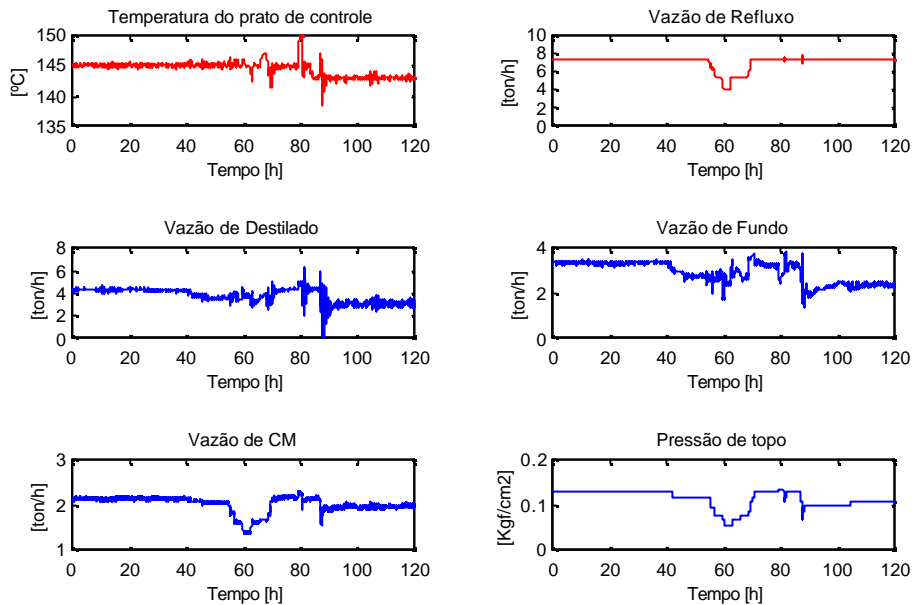 Temperatura do prato de controle
150
145
140
135
[ºC]
0 20 40 60 80 100 120
Tempo [h]
Vazão de Refluxo
10
8
6
4
2
0
[ton/h]
0 20 40 60 80 100 120
Tempo [h]
Vazão de Destilado
8
6
4
2
0
[ton/h]
0 20 40 60 80 100 120
Tempo [h]
Vazão de Fundo
4
2
0
[ton/h]
0 20 40 60 80 100 120
Tempo [h]
Vazão de CM
3
2
1
[ton/h]
0 20 40 60 80 100 120
Tempo [h]
Pressão de topo
0.2
0.1
0
[Kgf/cm2]
0 20 40 60 80 100 120
Tempo [h]